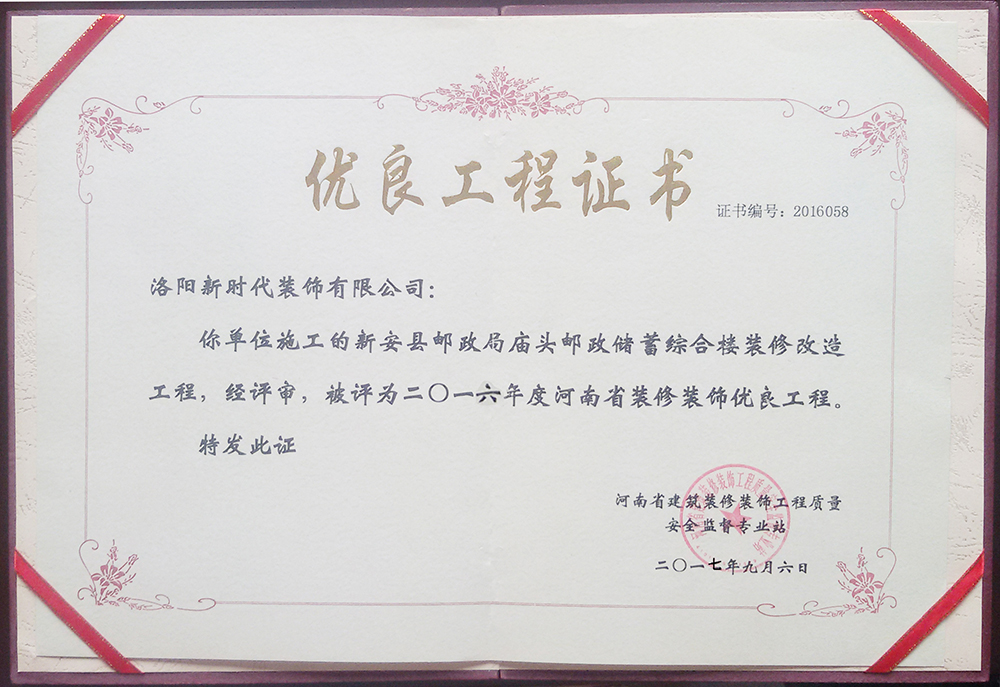 优良工程证书
证书编号：2016058
洛阳新时代装饰有限公司：
你单位施工的新安县邮政局庙头邮政储蓄综合楼装修改造
工程，经评审，被评为二〇一六年度河南省装修装饰优良工程。
特发此证
河南省建筑装修装饰工程质量
安全监督专业站
二〇一七年九月六日